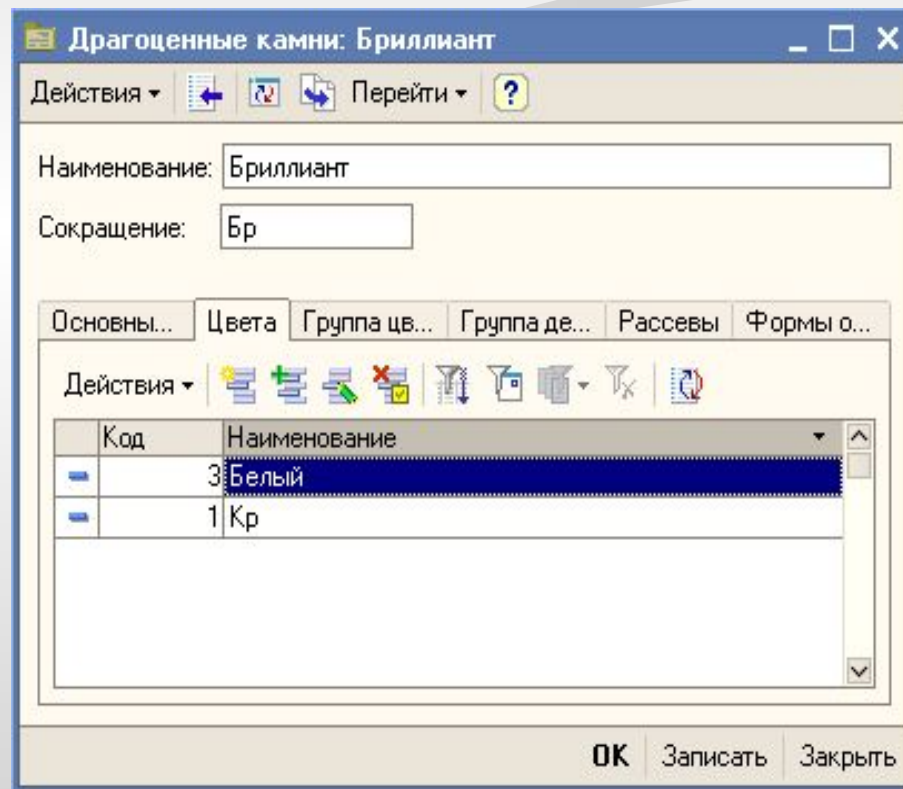 Драгоценные камни: Бриллиант
Действия Перейти ?
Наименование: Бриллиант
Сокращение: Бр
Основны... Цвета Группа цв... Группа де... Рассевы Формы о...
Действия
Код Наименование
3 Белый
1 Кр
OK Записать Закрыть